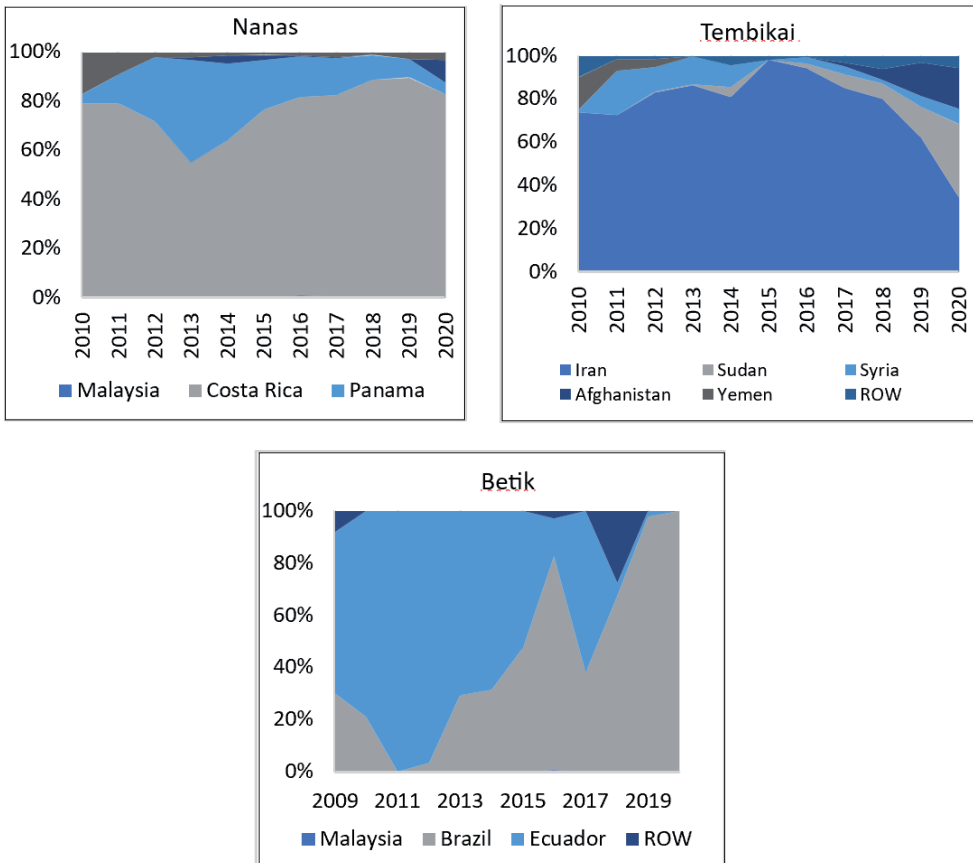 Nanas
100%
80%
60%
40%
20%
0%
2010 2011 2012 2013 2014 2015 2016 2017 2018 2019 2020
Malaysia Costa Rica Panama
Tembikai
100%
80%
60%
40%
20%
0%
2010 2011 2012 2013 2014 2015 2016 2017 2018 2019 2020
Iran Sudan Syria
Afghanistan Yemen ROW
Betik
100%
80%
60%
40%
20%
0%
2009 2011 2013 2015 2017 2019
Malaysia Brazil Ecuador ROW